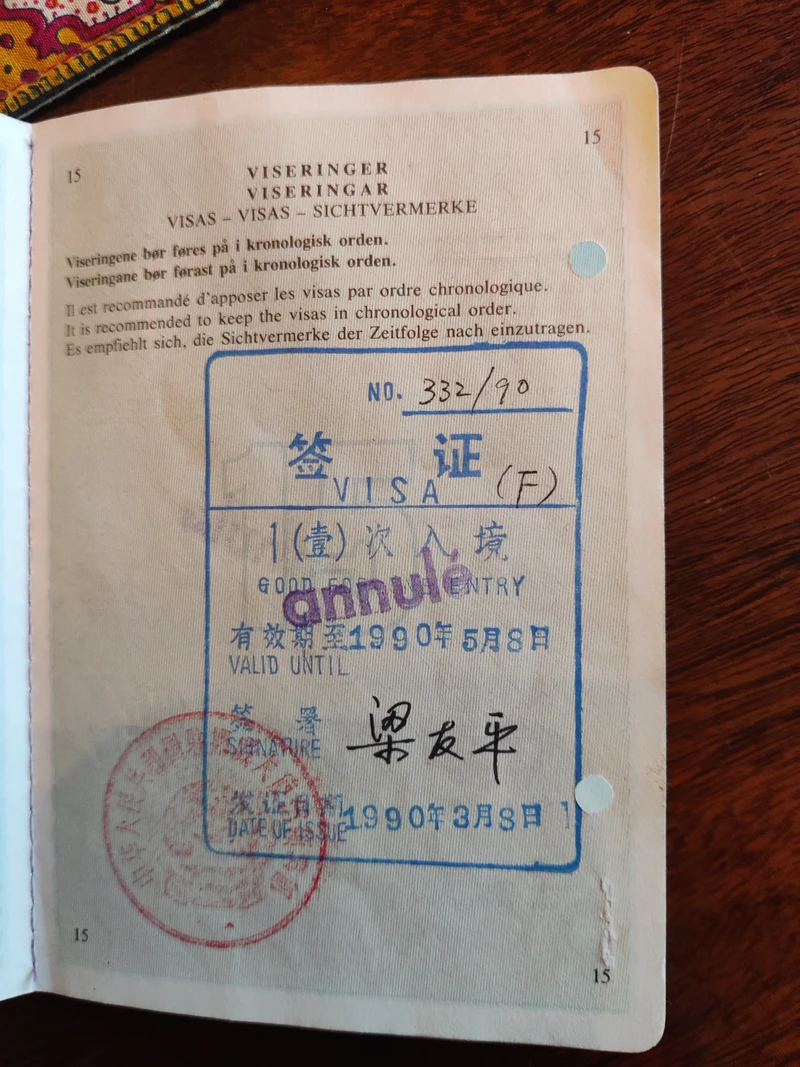 15
15
VISERINGER
VISERINGAR
VISAS – VISAS – SICHTVERMERKE
Viseringene bør føres på i kronologisk orden.
Viseringane bør førast på i kronologisk orden.
Il est recommandé d'apposer les visas par ordre chronologique.
It is recommended to keep the visas in chronological order.
Es empfiehlt sich, die Sichtvermerke der Zeitfolge nach einzutragen.
NO. 332/90
签 证
VISA (F)
1(壹)次入境
GOOD FOR ONE ENTRY
annulé
有效期至1990年5月8日
VALID UNTIL
签 署
SIGNATIRE
梁友平
发证日期1990年3月8日
DATE OF ISSUE
15
15